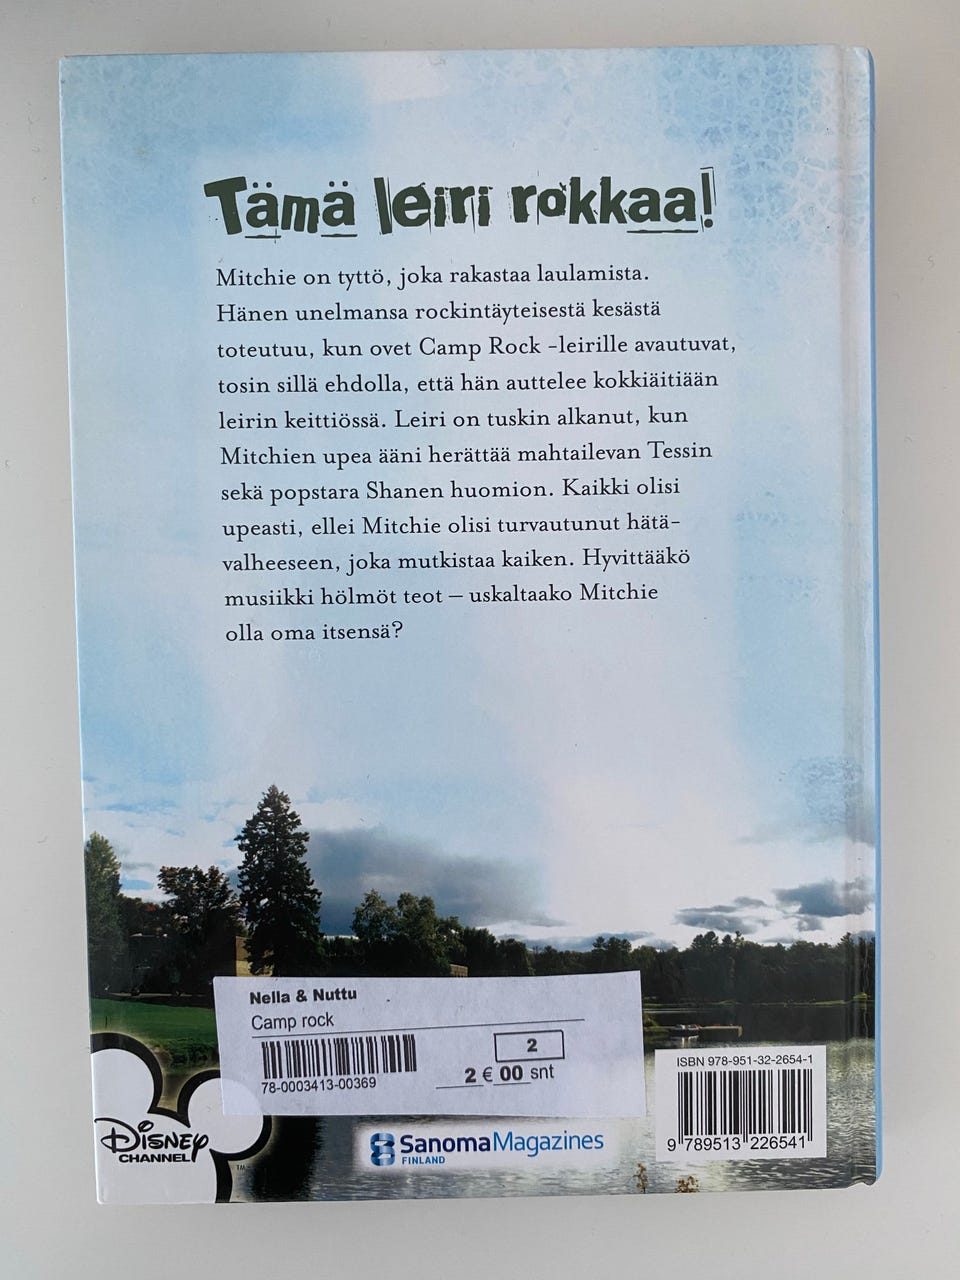 Tämä leiri rokkaa!
Mitchie on tyttö, joka rakastaa laulamista.
Hänen unelmansa rockintäyteisestä kesästä
toteutuu, kun ovet Camp Rock -leirille avautuvat,
tosin sillä ehdolla, että hän auttelee kokkiäitiään
leirin keittiössä. Leiri on tuskin alkanut, kun
Mitchien upea ääni herättää mahtailevan Tessin
sekä popstara Shanen huomion. Kaikki olisi
upeasti, ellei Mitchie olisi turvautunut hätä-
valheeseen, joka mutkistaa kaiken. Hyvittääkö
musiikki hölmöt teot – uskaltaako Mitchie
olla oma itsensä?
Nella & Nuttu
Camp rock
2
78-0003413-00369
2 € 00 snt
ISBN 978-951-32-2654-1
9 789513 226541
DISNEY
CHANNEL
TM
SanomaMagazines
FINLAND